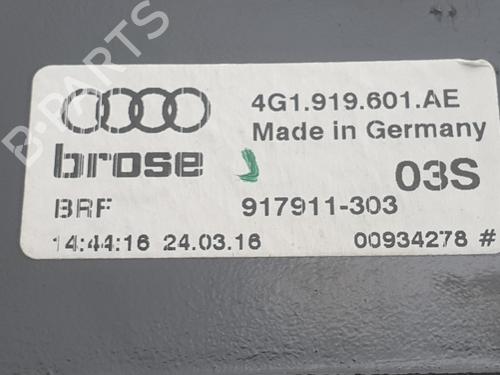 4G1.919.601.AE
Made in Germany
brose
03S
BRF
917911-303
14:44:16 24.03.16
00934278 #
B-PARTS